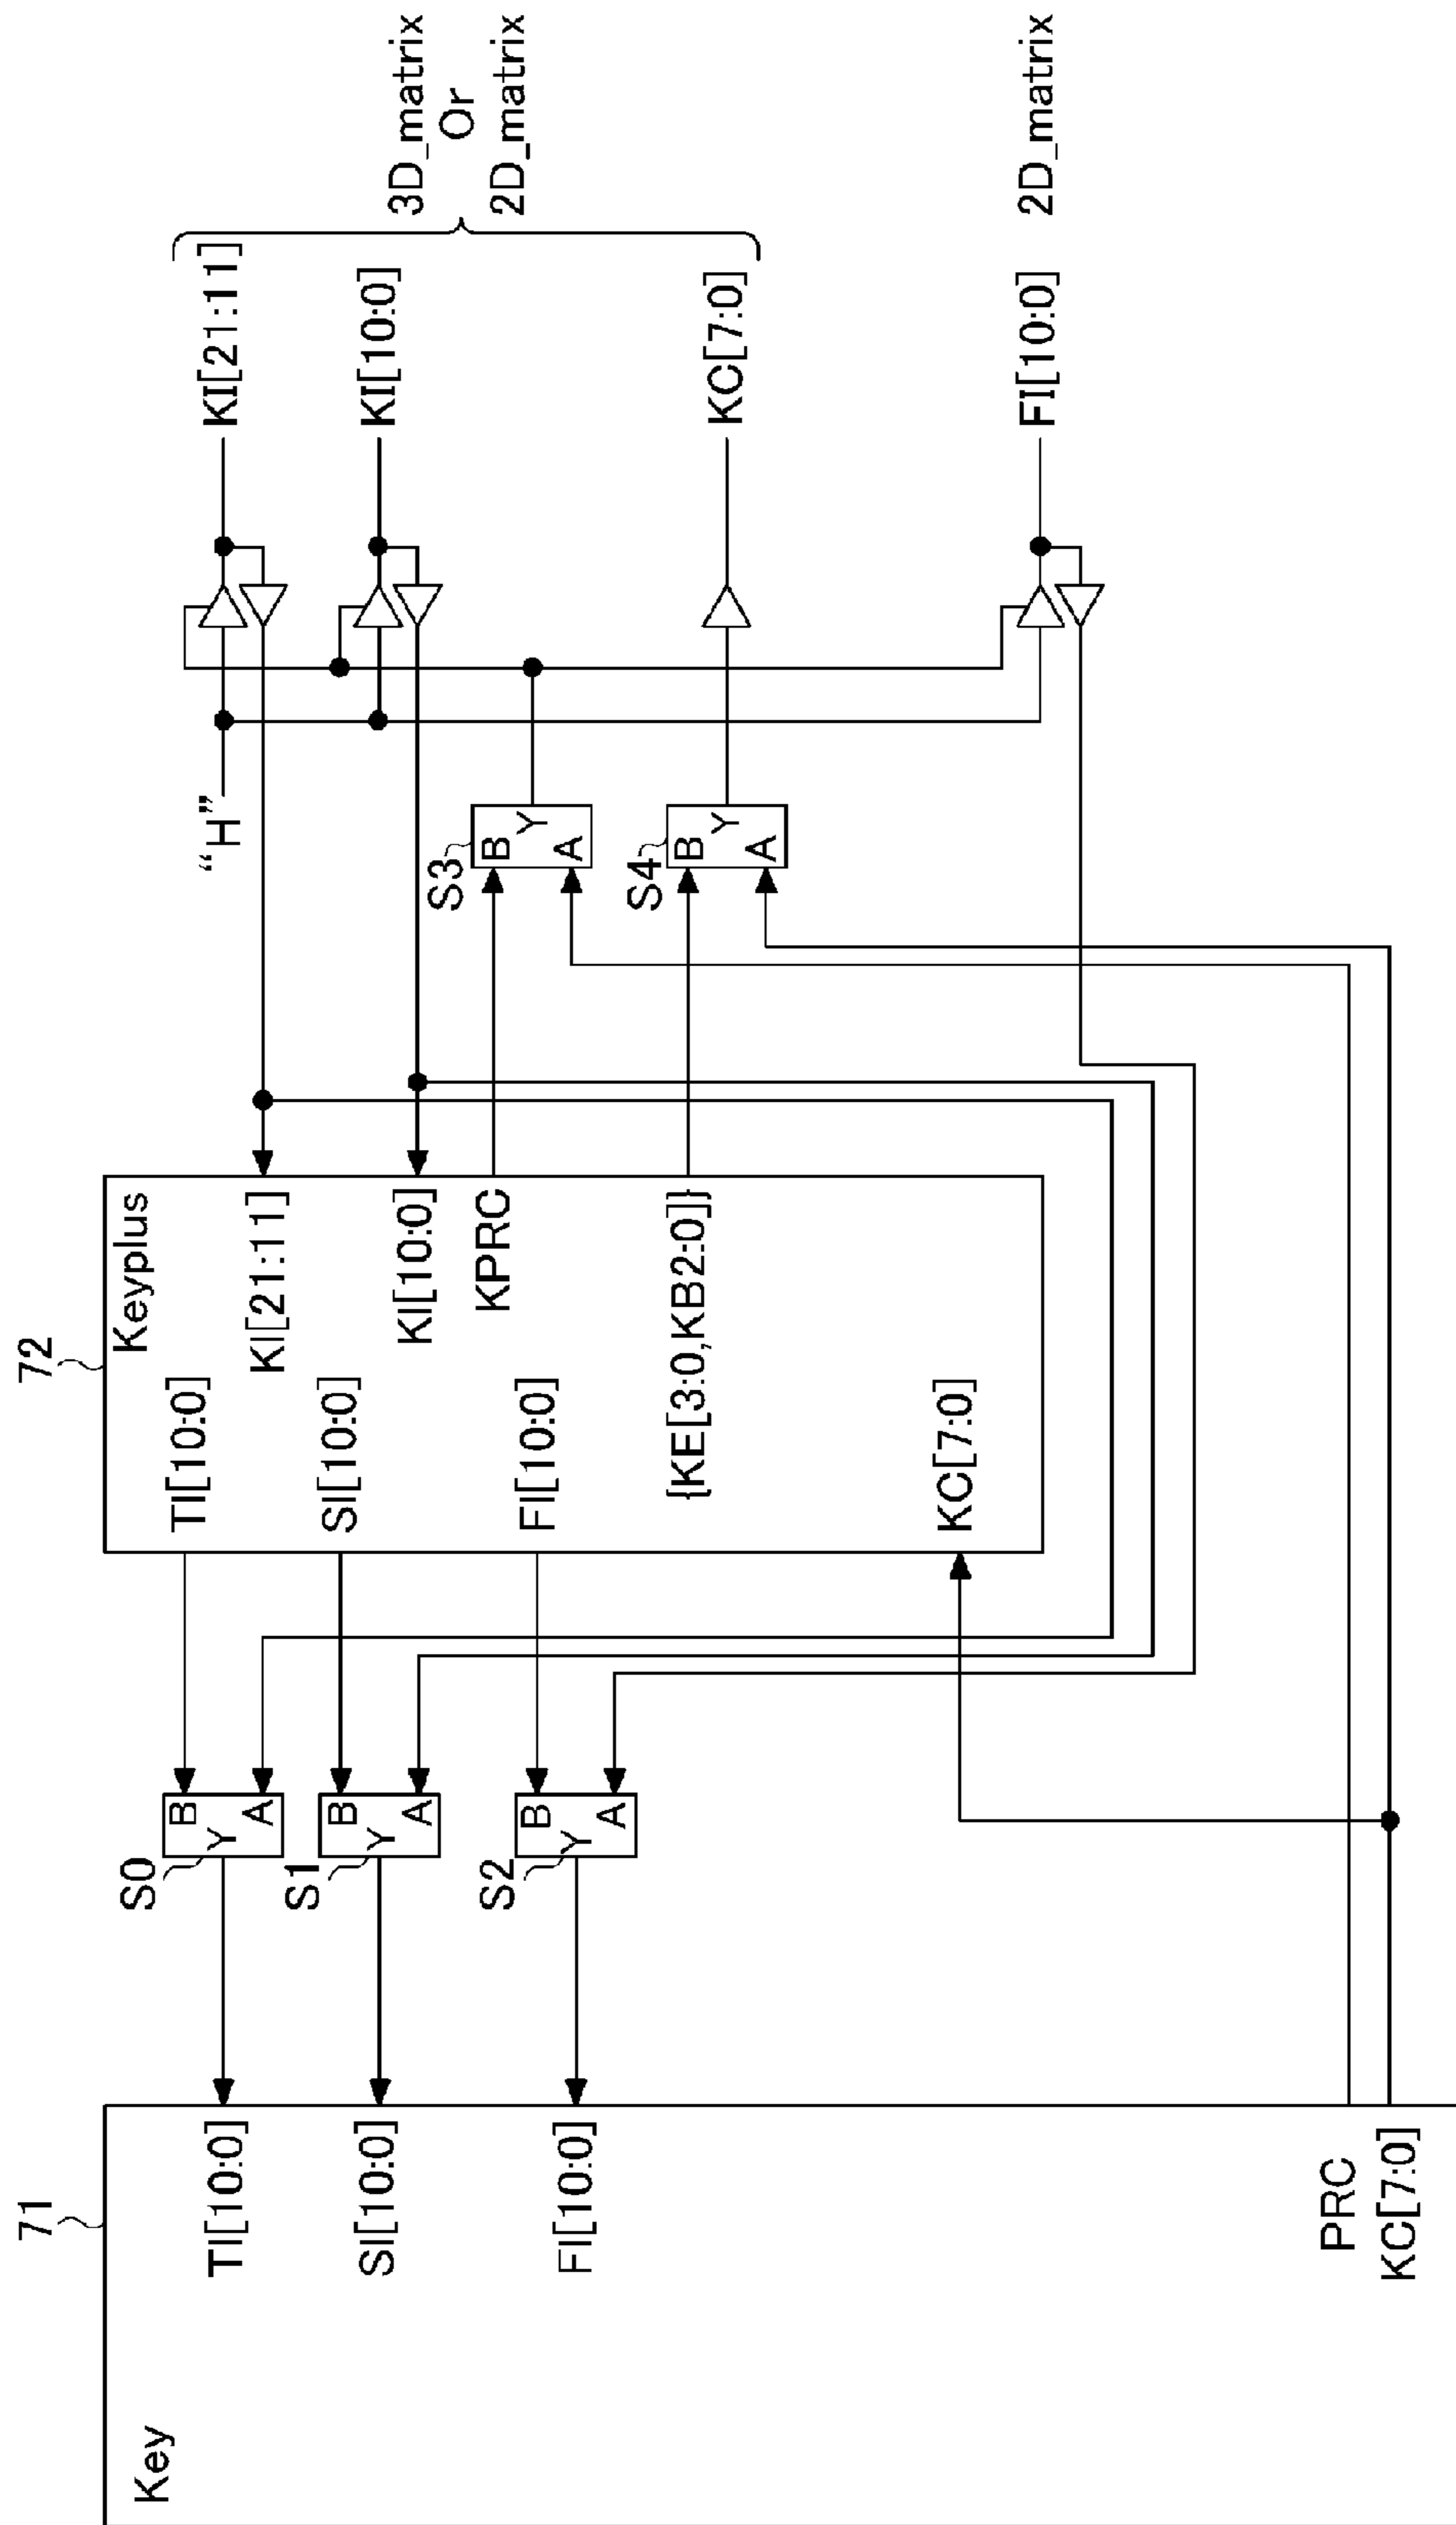 71
Key
TI[10:0]
SI[10:0]
FI[10:0]
PRC
KC[7:0]
S0
B
Y
A
S1
B
Y
A
S2
B
Y
A
72
Keyplus
TI[10:0]
SI[10:0]
FI[10:0]
KC[7:0]
KI[21:11]
KI[10:0]
KPRC
{KE[3:0,KB2:0]}
S3
B
Y
A
S4
B
Y
A
“H”
KI[21:11]
KI[10:0]
KC[7:0]
FI[10:0]
3D_matrix
Or
2D_matrix
2D_matrix